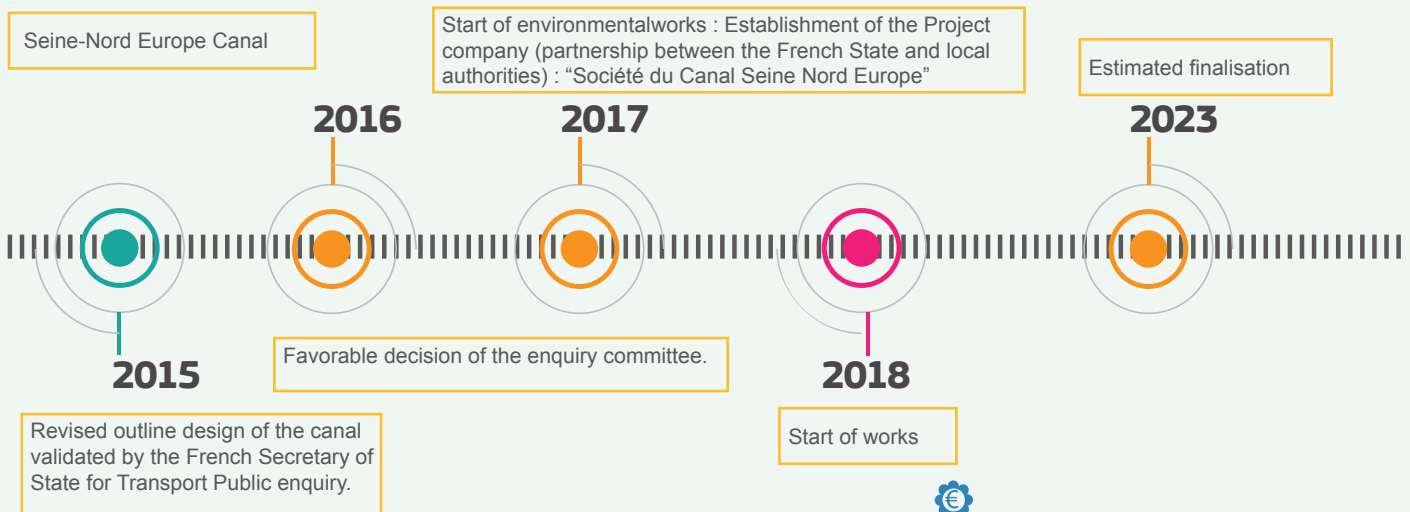 Seine-Nord Europe Canal
Start of environmentalworks : Establishment of the Project
company (partnership between the French State and local
authorities) : “Société du Canal Seine Nord Europe”
Estimated finalisation
2016
2017
2023
2015
Favorable decision of the enquiry committee.
2018
Revised outline design of the canal
validated by the French Secretary of
State for Transport Public enquiry.
Start of works
€